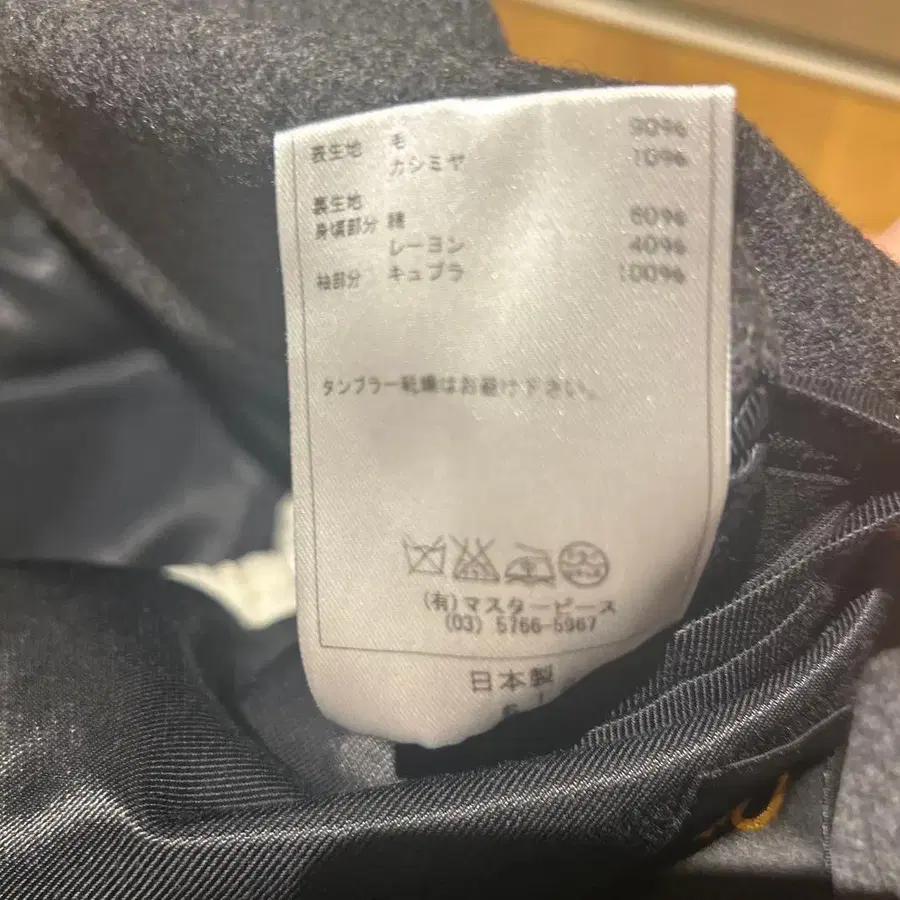 表生地 毛 90%
カシミヤ 10%
裏生地
身頃部分 綿 60%
レーヨン 40%
袖部分 キュプラ 100%
タンブラー乾燥はお避け下さい。
(有)マスターピース
(03) 5766-5967
日本製